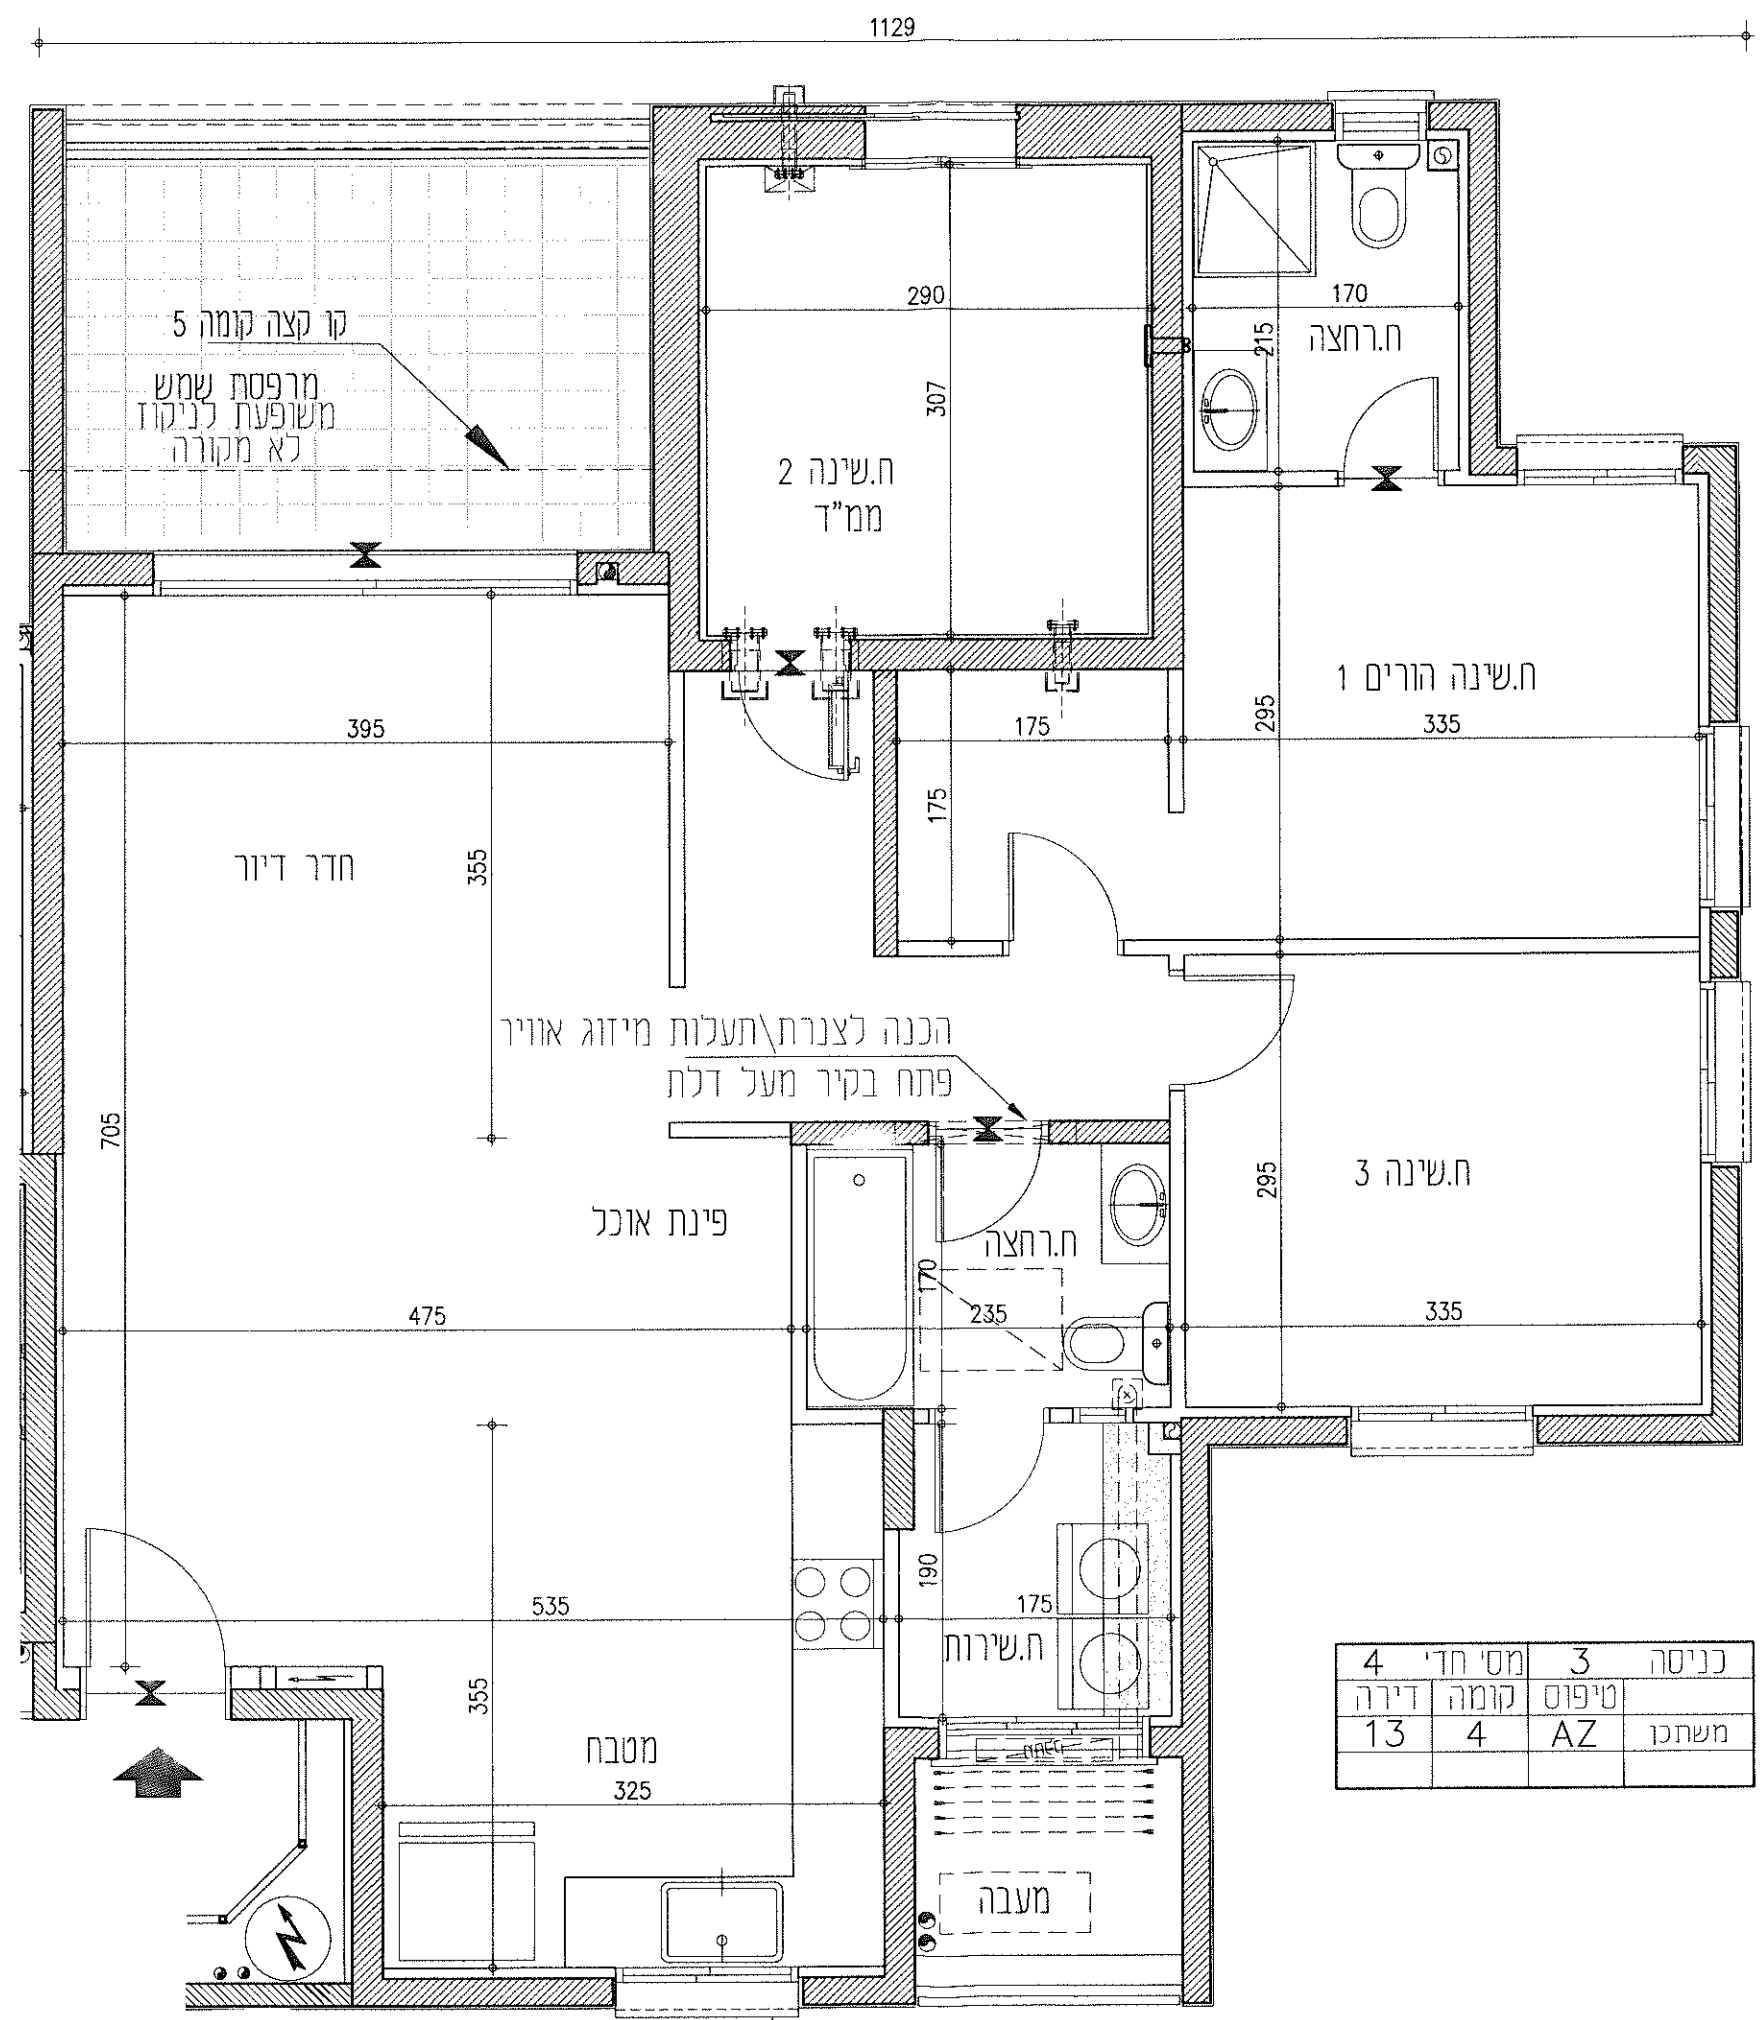 1129
קו קצה קומה 5
מרפסת שמש
משופעת לניקוז
לא מקורה
290
307
ח.שינה 2
ממ"ד
170
215
ח.רחצה
ח.שינה הורים 1
295
335
395
175
175
355
חדר דיור
705
הכנה לצנרת\תעלות מיזוג אוויר
פתח בקיר מעל דלת
פינת אוכל
ח.רחצה
170
235
475
ח.שינה 3
295
335
535
190
175
ח.שירות
355
מטבח
325
מעבה
כניסה 3 מס' חד' 4
טיפוס קומה דירה
משתכן AZ 4 13